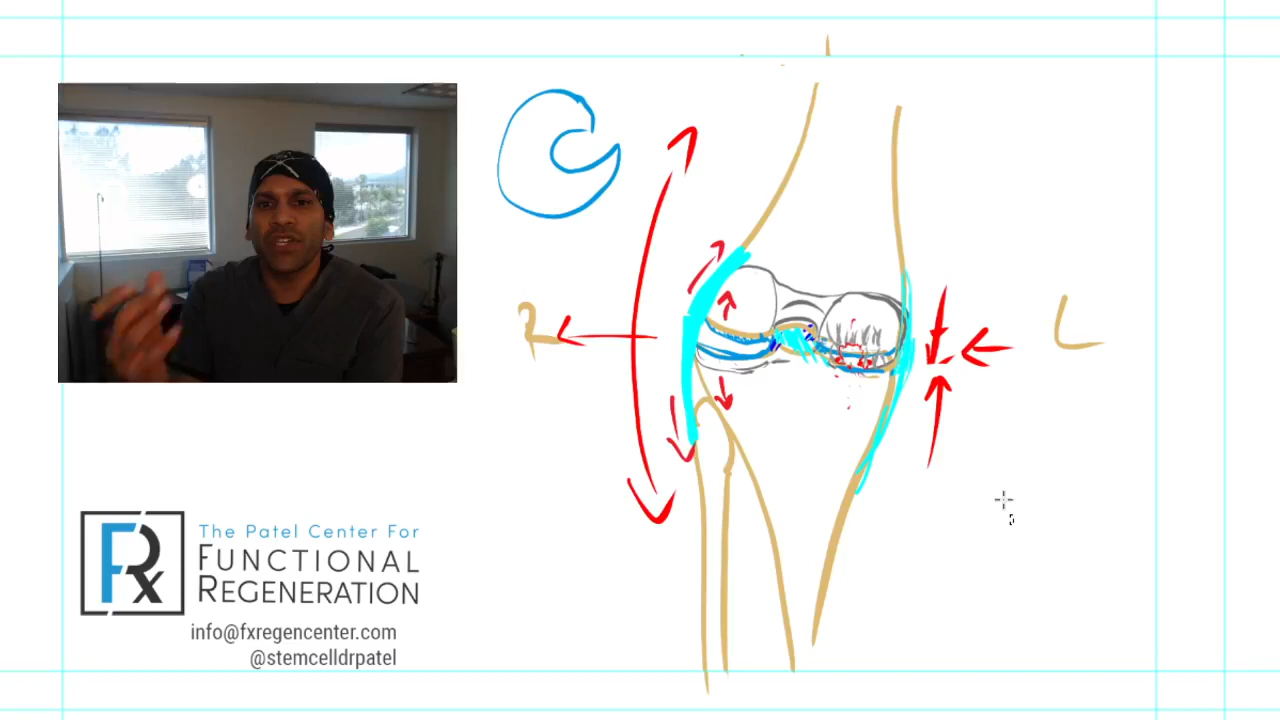 R
L
FRx
The Patel Center For
FUNCTIONAL
REGENERATION
info@fxregencenter.com
@stemcelldrpatel